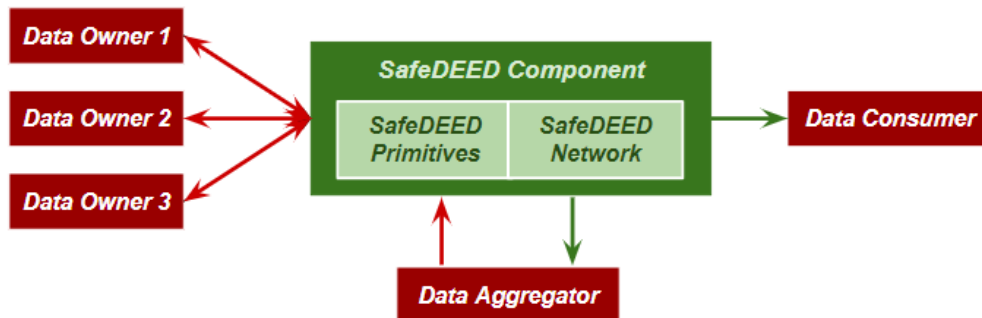 Data Owner 1
Data Owner 2
Data Owner 3
SafeDEED Component
SafeDEED
Primitives
SafeDEED
Network
Data Consumer
Data Aggregator